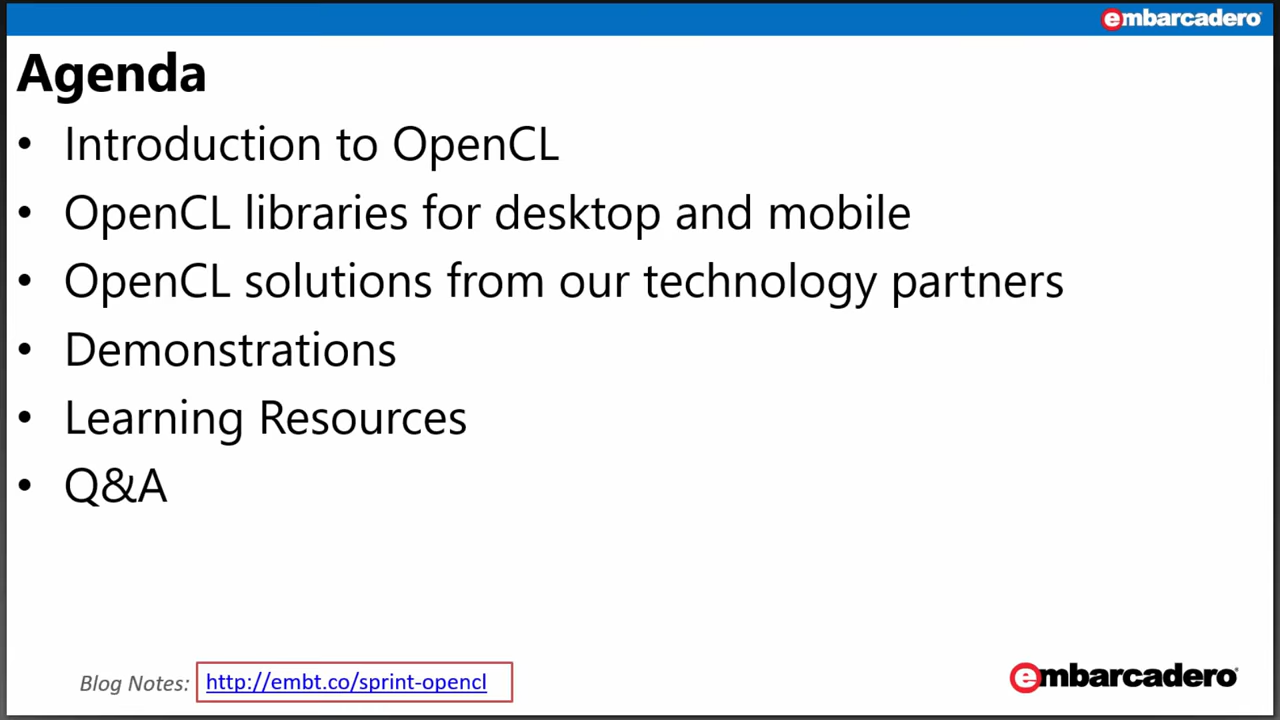 embarcadero
Agenda
• Introduction to OpenCL
• OpenCL libraries for desktop and mobile
• OpenCL solutions from our technology partners
• Demonstrations
• Learning Resources
• Q&A
Blog Notes: http://embt.co/sprint-opencl
embarcadero